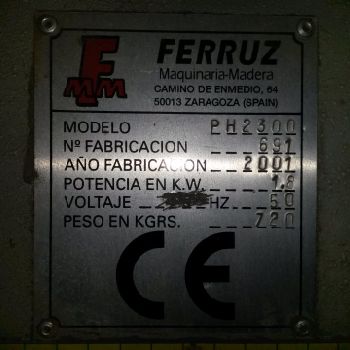 F
MMM
FERRUZ
Maquinaria-Madera
CAMINO DE ENMEDIO, 64
50013 ZARAGOZA (SPAIN)
MODELO PH2300
Nº FABRICACION 691
AÑO FABRICACION 2001
POTENCIA EN K.W. 1.8
VOLTAJE HZ 50
PESO EN KGRS. 720
CE